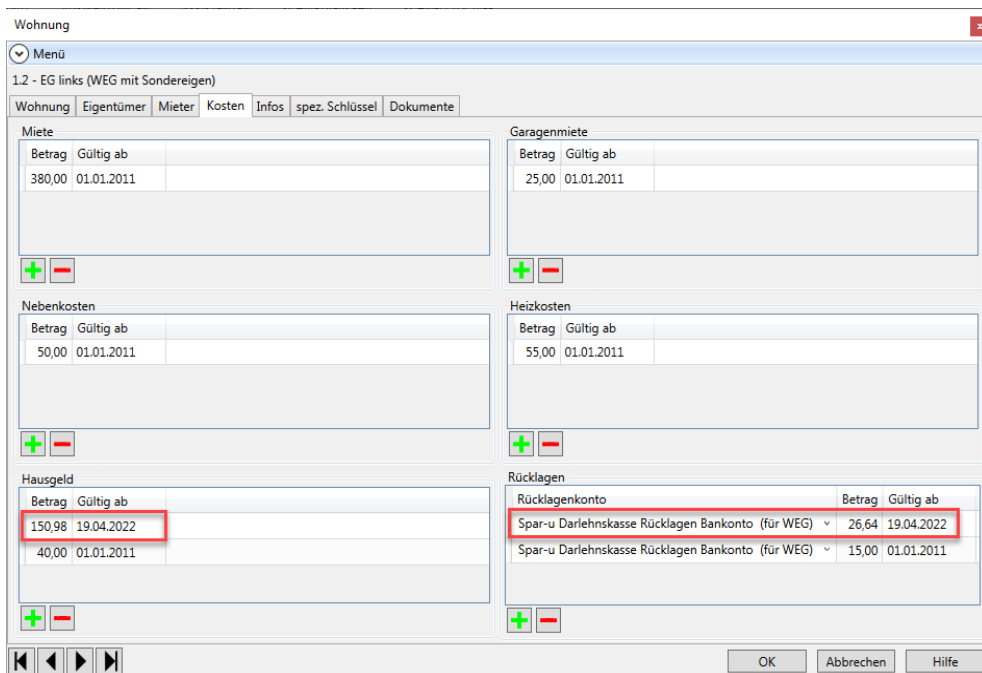 Wohnung
Menü
1.2 - EG links (WEG mit Sondereigen)
Wohnung Eigentümer Mieter Kosten Infos spez. Schlüssel Dokumente
Miete
Betrag Gültig ab
380,00 01.01.2011
Garagenmiete
Betrag Gültig ab
25,00 01.01.2011
Nebenkosten
Betrag Gültig ab
50,00 01.01.2011
Heizkosten
Betrag Gültig ab
55,00 01.01.2011
Hausgeld
Betrag Gültig ab
150,98 19.04.2022
40,00 01.01.2011
Rücklagen
Rücklagenkonto Betrag Gültig ab
Spar-u Darlehnskasse Rücklagen Bankonto (für WEG) 26,64 19.04.2022
Spar-u Darlehnskasse Rücklagen Bankonto (für WEG) 15,00 01.01.2011
OK Abbrechen Hilfe